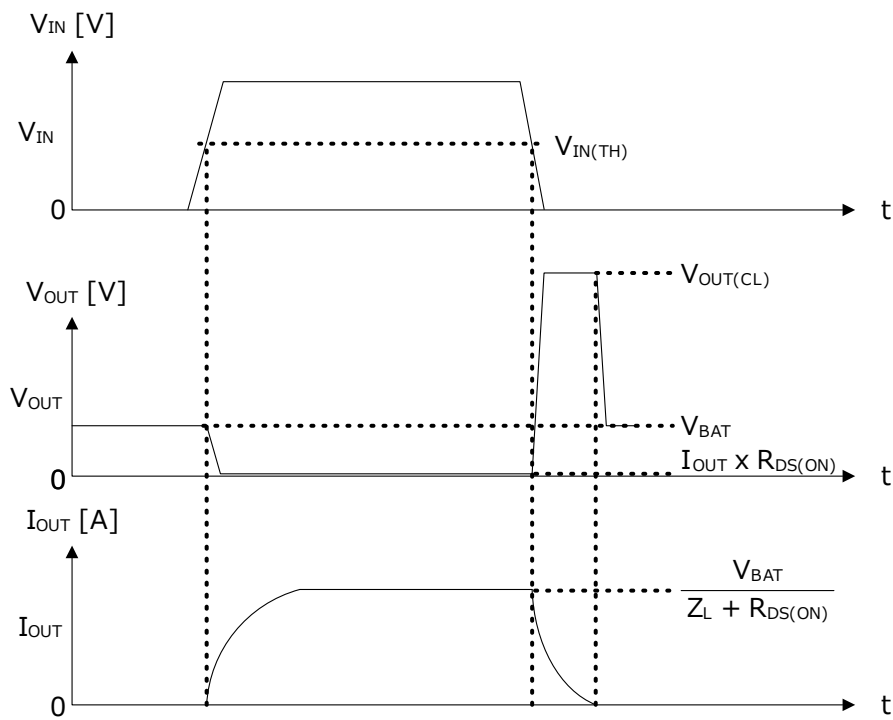 VIN [V]
VIN
VIN(TH)
0
t
VOUT(CL)
VOUT [V]
VOUT
VBAT
IOUT x RDS(ON)
0
t
IOUT [A]
VBAT
ZL + RDS(ON)
IOUT
0
t